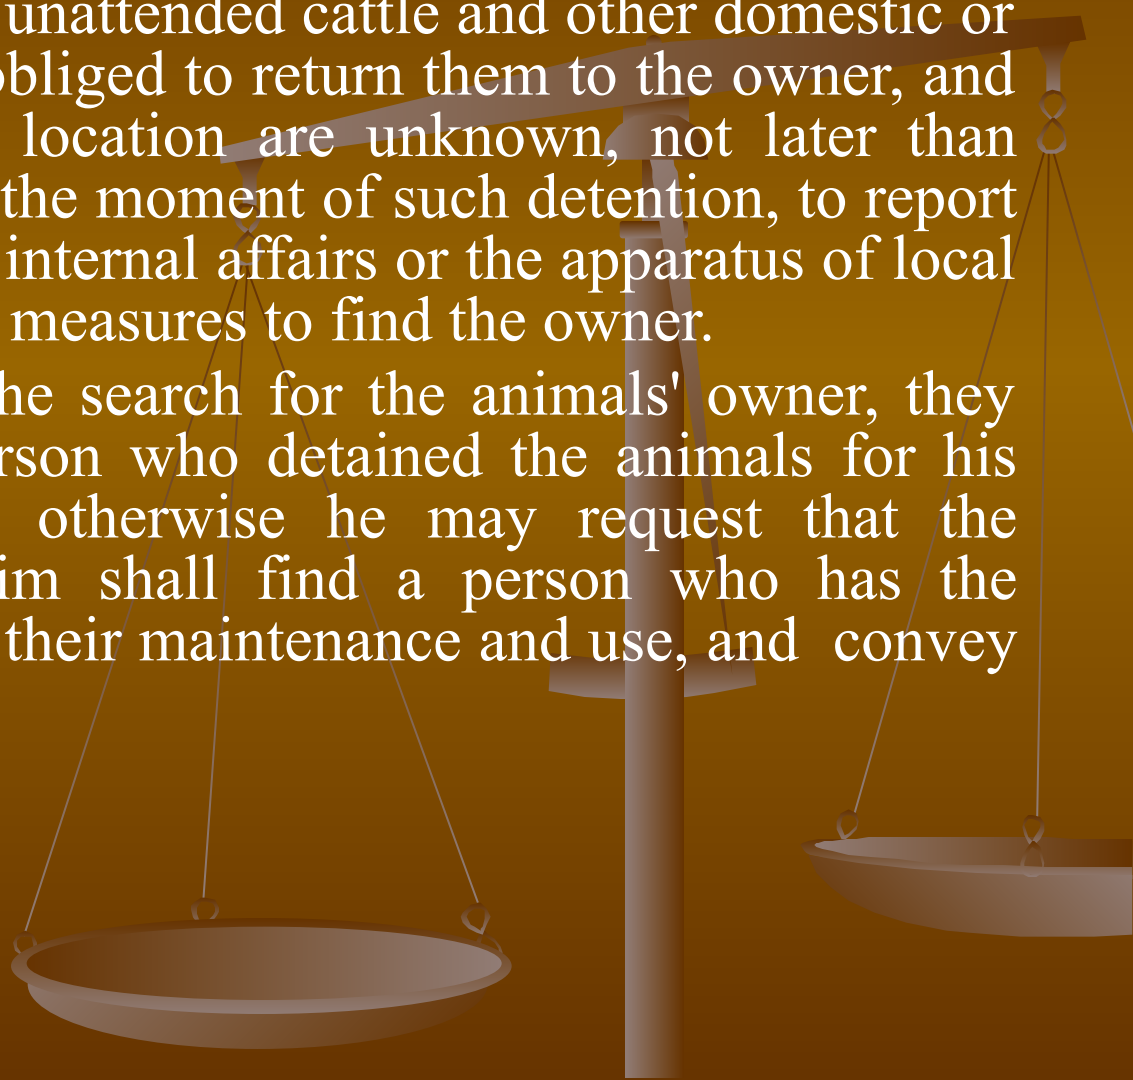 unattended cattle and other domestic or
obliged to return them to the owner, and
location are unknown, not later than
the moment of such detention, to report
internal affairs or the apparatus of local
measures to find the owner.
he search for the animals' owner, they
rson who detained the animals for his
otherwise he may request that the
im shall find a person who has the
their maintenance and use, and convey